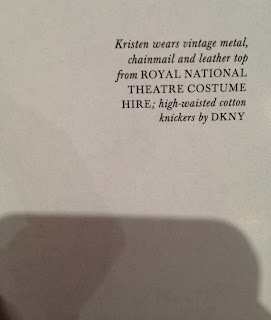 Kristen wears vintage metal,
chainmail and leather top
from ROYAL NATIONAL
THEATRE COSTUME
HIRE; high-waisted cotton
knickers by DKNY